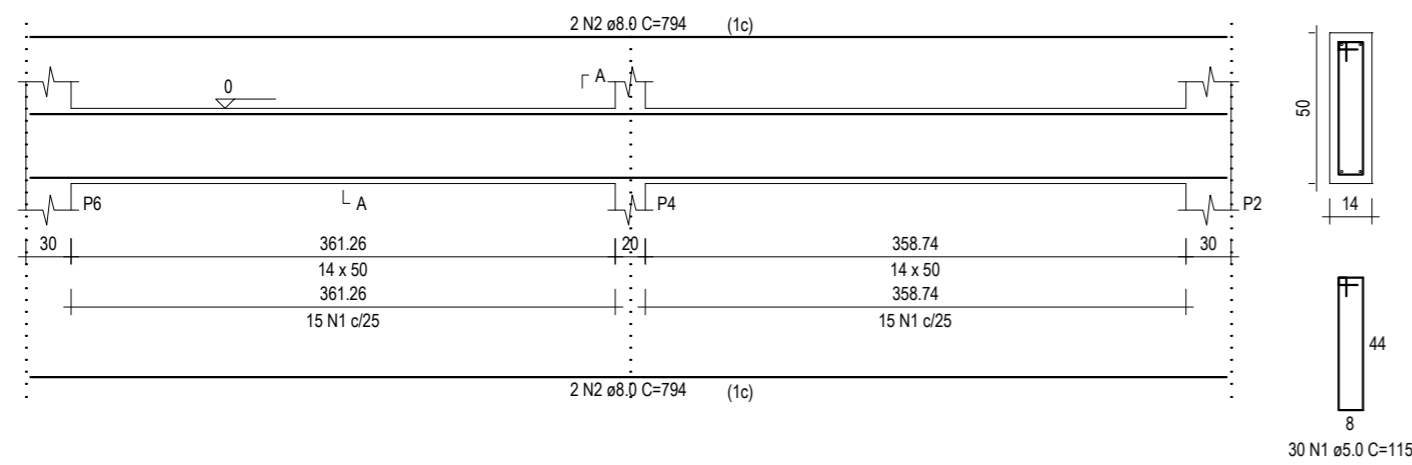 2 N2 ø8.0 C=794 (1c)
A
0
50
P6
A
P4
P2
14
30
361.26
20
358.74
30
14 x 50
14 x 50
361.26
358.74
15 N1 c/25
15 N1 c/25
44
2 N2 ø8.0 C=794 (1c)
8
30 N1 ø5.0 C=115